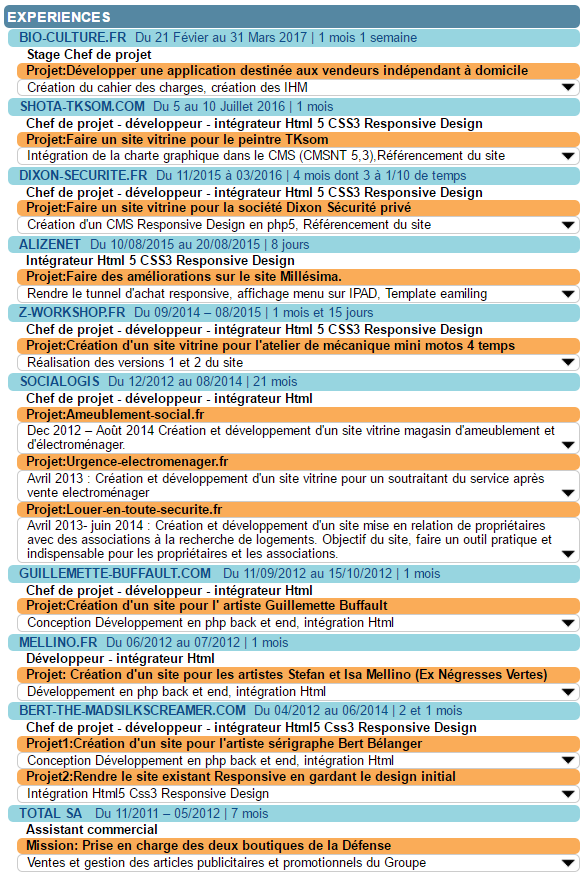 EXPERIENCES
BIO-CULTURE.FR Du 21 Févier au 31 Mars 2017 | 1 mois 1 semaine
Stage Chef de projet
Projet:Développer une application destinée aux vendeurs indépendant à domicile
Création du cahier des charges, création des IHM
SHOTA-TKSOM.COM Du 5 au 10 Juillet 2016 | 1 mois
Chef de projet - développeur - intégrateur Html 5 CSS3 Responsive Design
Projet:Faire un site vitrine pour le peintre TKsom
Intégration de la charte graphique dans le CMS (CMSNT 5,3),Référencement du site
DIXON-SECURITE.FR Du 11/2015 à 03/2016 | 4 mois dont 3 à 1/10 de temps
Chef de projet - développeur - intégrateur Html 5 CSS3 Responsive Design
Projet:Faire un site vitrine pour la société Dixon Sécurité privé
Création d'un CMS Responsive Design en php5, Référencement du site
ALIZENET Du 10/08/2015 au 20/08/2015 | 8 jours
Intégrateur Html 5 CSS3 Responsive Design
Projet:Faire des améliorations sur le site Millésima.
Rendre le tunnel d'achat responsive, affichage menu sur IPAD, Template eamiling
Z-WORKSHOP.FR Du 09/2014 – 08/2015 | 1 mois et 15 jours
Chef de projet - développeur - intégrateur Html 5 CSS3 Responsive Design
Projet:Création d'un site vitrine pour l'atelier de mécanique mini motos 4 temps
Réalisation des versions 1 et 2 du site
SOCIALOGIS Du 12/2012 au 08/2014 | 21 mois
Chef de projet - développeur - intégrateur Html
Projet:Ameublement-social.fr
Dec 2012 – Août 2014 Création et développement d'un site vitrine magasin d'ameublement et
d'électroménager.
Projet:Urgence-electromenager.fr
Avril 2013 : Création et développement d'un site vitrine pour un soutraitant du service après
vente electroménager
Projet:Louer-en-toute-securite.fr
Avril 2013- juin 2014 : Création et développement d'un site mise en relation de propriétaires
avec des associations à la recherche de logements. Objectif du site, faire un outil pratique et
indispensable pour les propriétaires et les associations.
GUILLEMETTE-BUFFAULT.COM Du 11/09/2012 au 15/10/2012 | 1 mois
Chef de projet - développeur - intégrateur Html
Projet:Création d'un site pour l' artiste Guillemette Buffault
Conception Développement en php back et end, intégration Html
MELLINO.FR Du 06/2012 au 07/2012 | 1 mois
Développeur - intégrateur Html
Projet: Création d'un site pour les artistes Stefan et Isa Mellino (Ex Négresses Vertes)
Développement en php back et end, intégration Html
BERT-THE-MADSILKSCREAMER.COM Du 04/2012 au 06/2014 | 2 et 1 mois
Chef de projet - développeur - intégrateur Html5 Css3 Responsive Design
Projet1:Création d'un site pour l'artiste sérigraphe Bert Bélanger
Conception Développement en php back et end, intégration Html
Projet2:Rendre le site existant Responsive en gardant le design initial
Intégration Html5 Css3 Responsive Design
TOTAL SA Du 11/2011 – 05/2012 | 7 mois
Assistant commercial
Mission: Prise en charge des deux boutiques de la Défense
Ventes et gestion des articles publicitaires et promotionnels du Groupe